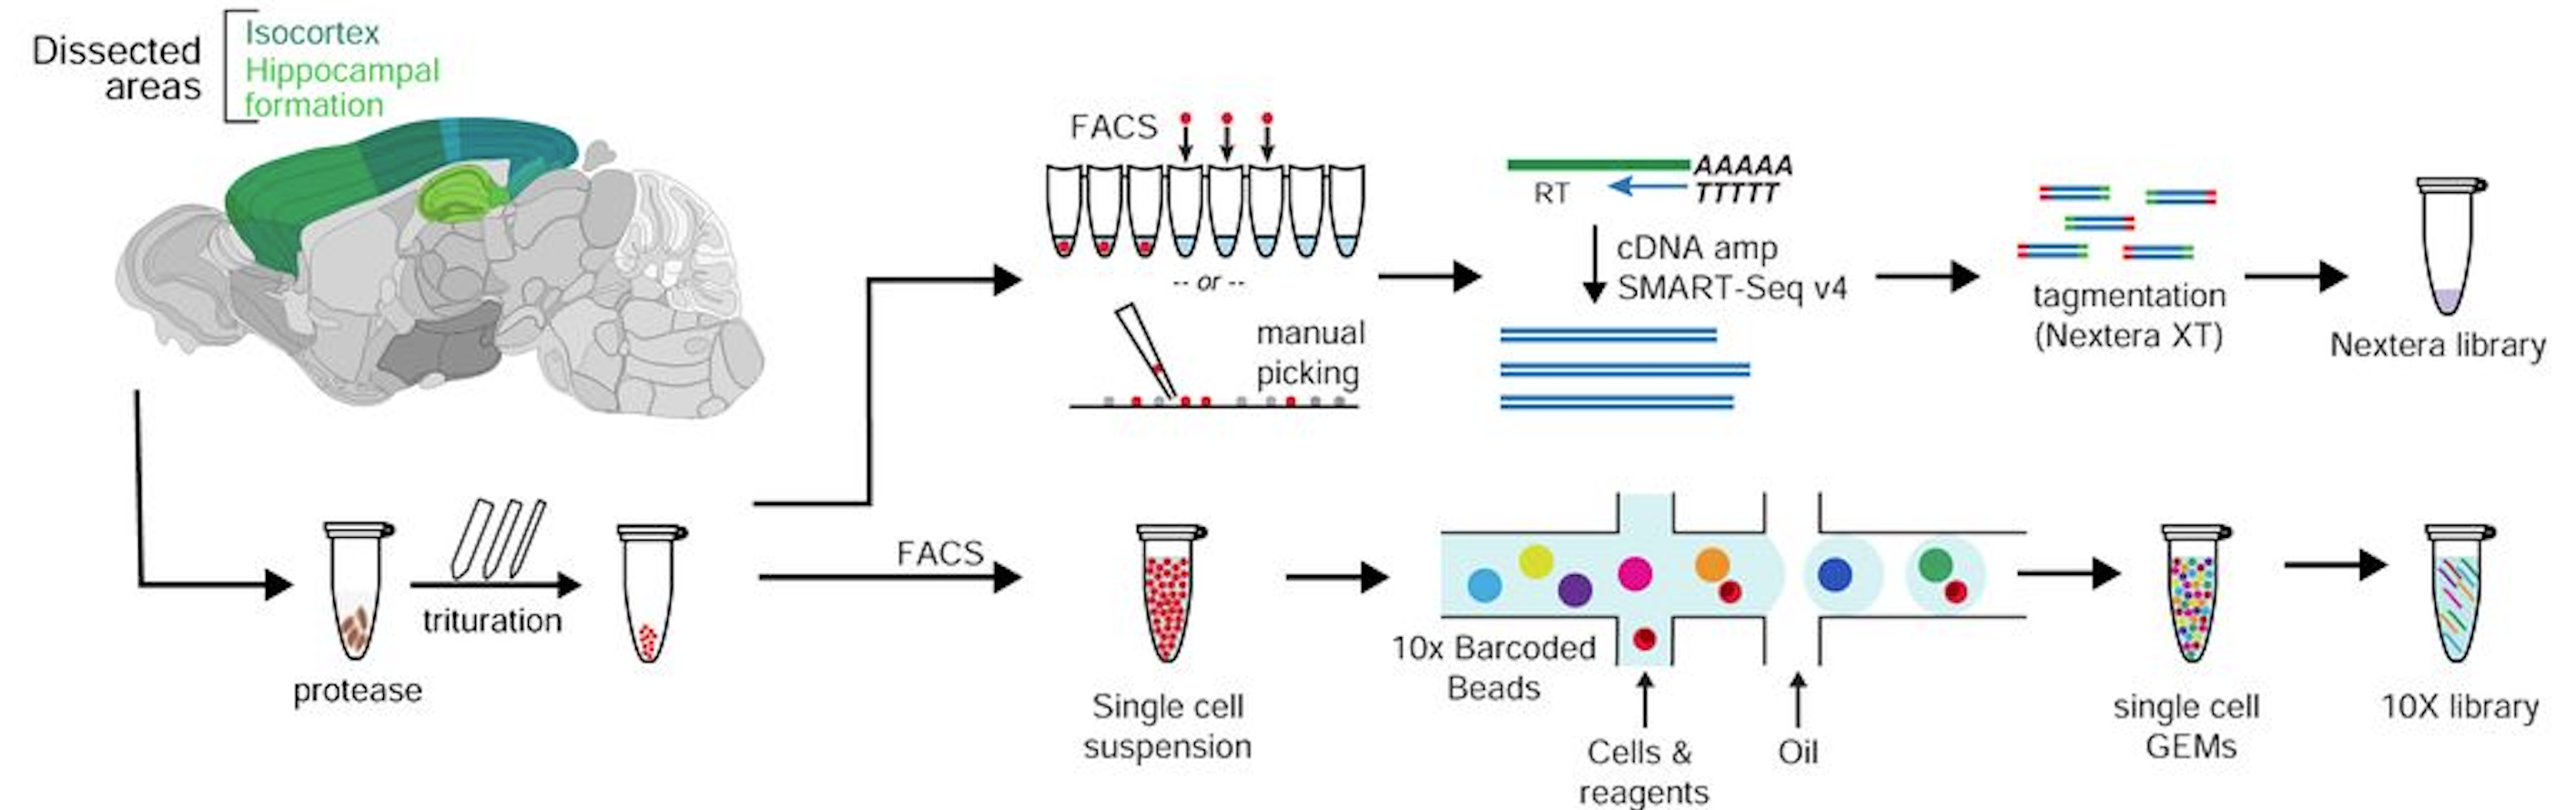 Dissected
areas
Isocortex
Hippocampal
formation
FACS
-- or --
manual
picking
AAAAA
RT
TTTTT
cDNA amp
SMART-Seq v4
tagmentation
(Nextera XT)
Nextera library
protease
trituration
FACS
Single cell
suspension
10x Barcoded
Beads
Cells &
reagents
Oil
single cell
GEMs
10X library